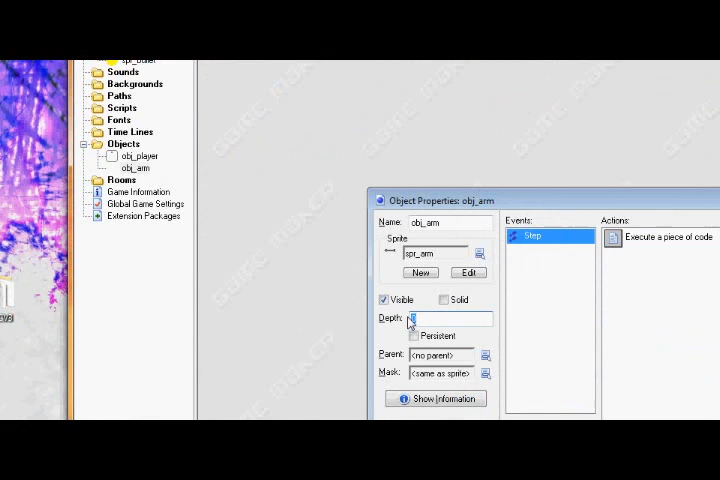 spr_bullet
Sounds
Backgrounds
Paths
Scripts
Fonts
Time Lines
Objects
obj_player
obj_arm
Rooms
Game Information
Global Game Settings
Extension Packages
Object Properties: obj_arm
Name: obj_arm
Sprite
spr_arm
New Edit
Visible Solid
Depth:
Persistent
Parent: <no parent>
Mask: <same as sprite>
Show Information
Events:
Step
Actions:
Execute a piece of code